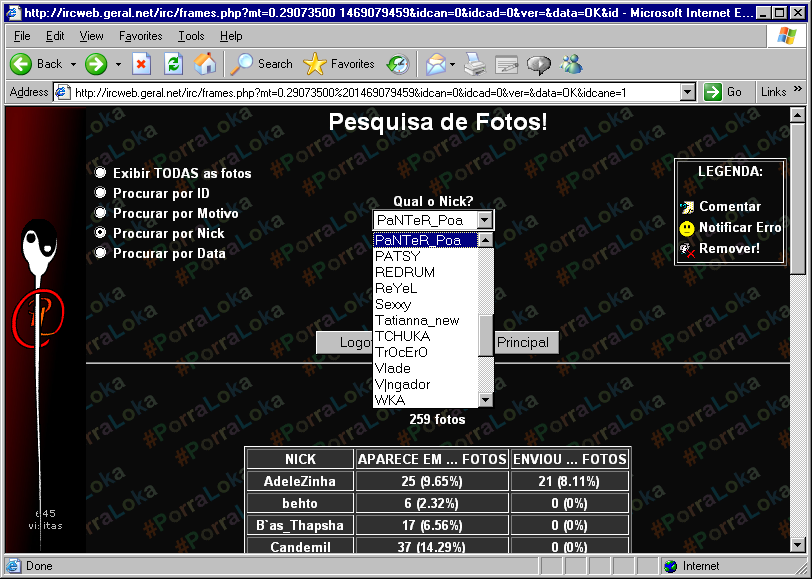 http://ircweb.geral.net/irc/frames.php?mt=0.29073500 1469079459&idcan=0&idcad=0&ver=&data=OK&id - Microsoft Internet E...
File Edit View Favorites Tools Help
Back Search Favorites
Address http://ircweb.geral.net/irc/frames.php?mt=0.29073500%201469079459&idcan=0&idcad=0&ver=&data=OK&idcane=1 Go Links »
Pesquisa de Fotos!
Exibir TODAS as fotos
Procurar por ID
Procurar por Motivo
Procurar por Nick
Procurar por Data
Qual o Nick?
PaNTeR_Poa
PaNTeR_Poa
PATSY
REDRUM
ReYeL
Sexxy
Tatianna_new
TCHUKA
TrOcErO
Vlade
V|ngador
WKA
LEGENDA:
Comentar
Notificar Erro
Remover!
Logo
Principal
259 fotos
NICK APARECE EM ... FOTOS ENVIOU ... FOTOS
AdeleZinha 25 (9.65%) 21 (8.11%)
behto 6 (2.32%) 0 (0%)
B`as_Thapsha 17 (6.56%) 0 (0%)
Candemil 37 (14.29%) 0 (0%)
#PorraLoka
645
visitas
Done Internet